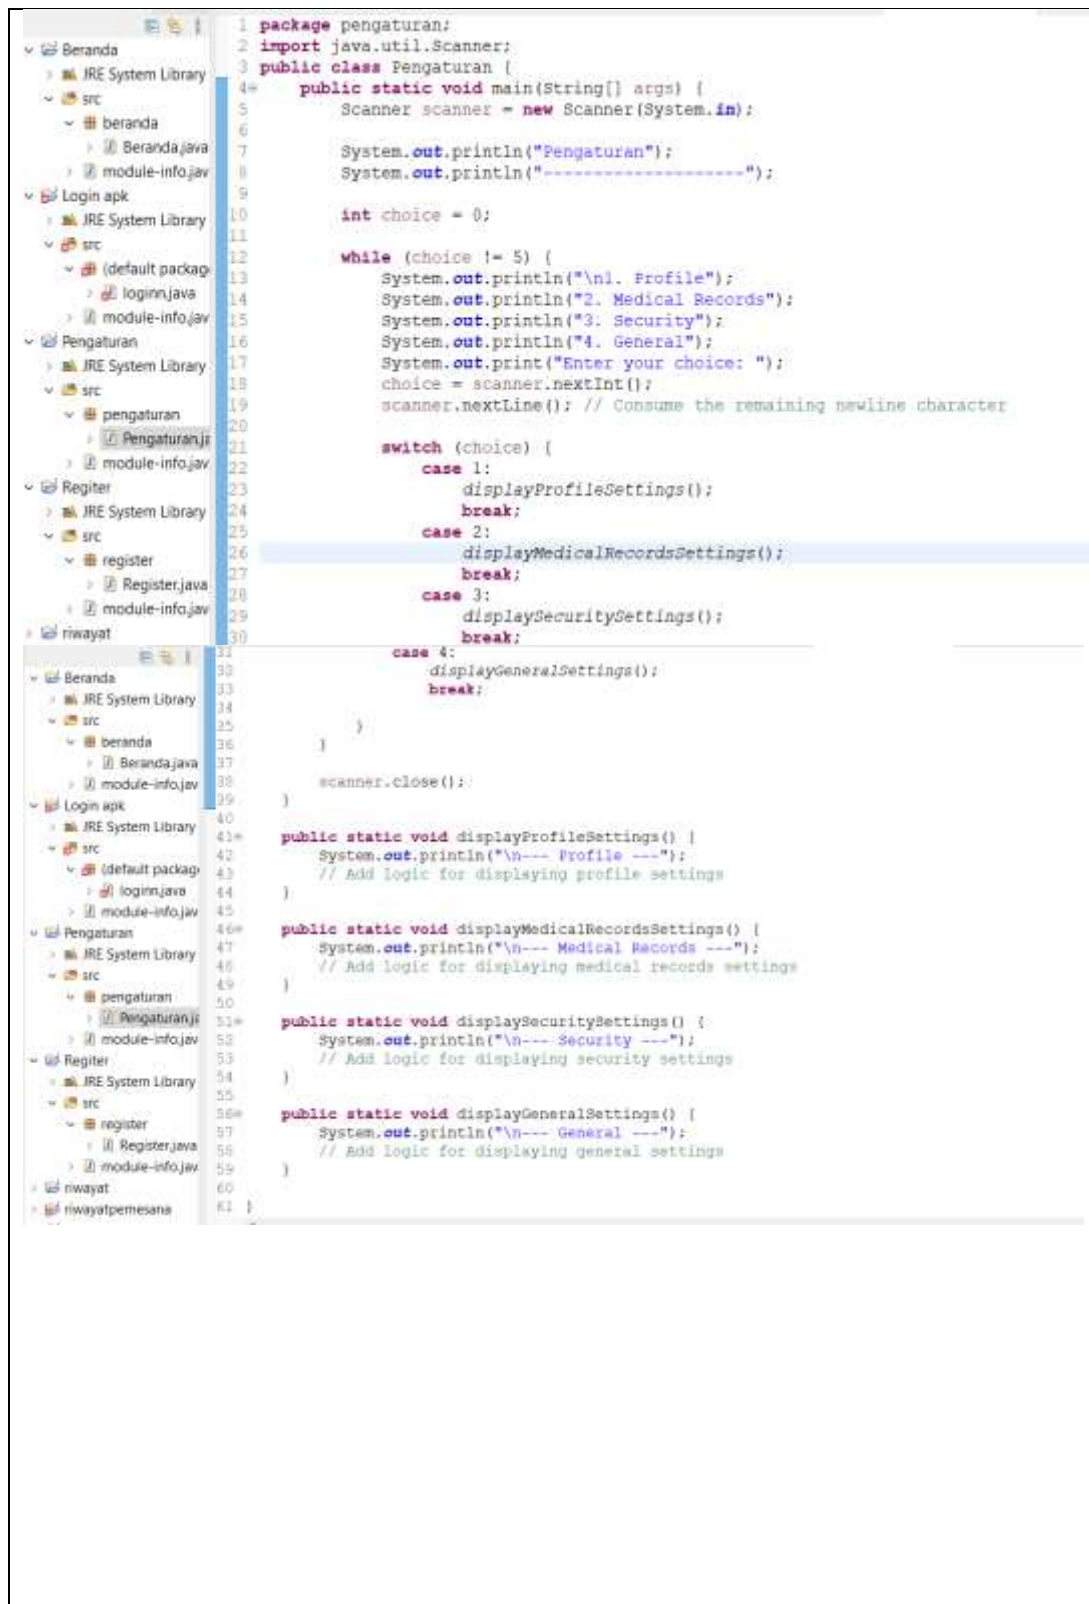 Beranda
JRE System Library
src
beranda
Beranda.java
module-info.jav
Login apk
JRE System Library
src
(default packag
loginn.java
module-info.jav
Pengaturan
JRE System Library
src
pengaturan
Pengaturan.ja
module-info.jav
Regiter
JRE System Library
src
register
Register.java
module-info.jav
riwayat
1 package pengaturan;
2 import java.util.Scanner;
3 public class Pengaturan {
4 public static void main(String[] args) {
5 Scanner scanner = new Scanner(System.in);
6
7 System.out.println("Pengaturan");
8 System.out.println("--------------------");
9
10 int choice = 0;
11
12 while (choice != 5) {
13 System.out.println("\n1. Profile");
14 System.out.println("2. Medical Records");
15 System.out.println("3. Security");
16 System.out.println("4. General");
17 System.out.print("Enter your choice: ");
18 choice = scanner.nextInt();
19 scanner.nextLine(); // Consume the remaining newline character
20
21 switch (choice) {
22 case 1:
23 displayProfileSettings();
24 break;
25 case 2:
26 displayMedicalRecordsSettings();
27 break;
28 case 3:
29 displaySecuritySettings();
30 break;
Beranda
JRE System Library
src
beranda
Beranda.java
module-info.jav
Login apk
JRE System Library
src
(default packag
loginn.java
module-info.jav
Pengaturan
JRE System Library
src
pengaturan
Pengaturan.ja
module-info.jav
Regiter
JRE System Library
src
register
Register.java
module-info.jav
riwayat
riwayatpemesana
31 case 4:
32 displayGeneralSettings();
33 break;
34
35 }
36 }
37
38 scanner.close();
39 }
40
41 public static void displayProfileSettings() {
42 System.out.println("\n--- Profile ---");
43 // Add logic for displaying profile settings
44 }
45
46 public static void displayMedicalRecordsSettings() {
47 System.out.println("\n--- Medical Records ---");
48 // Add logic for displaying medical records settings
49 }
50
51 public static void displaySecuritySettings() {
52 System.out.println("\n--- Security ---");
53 // Add logic for displaying security settings
54 }
55
56 public static void displayGeneralSettings() {
57 System.out.println("\n--- General ---");
58 // Add logic for displaying general settings
59 }
60
61 }